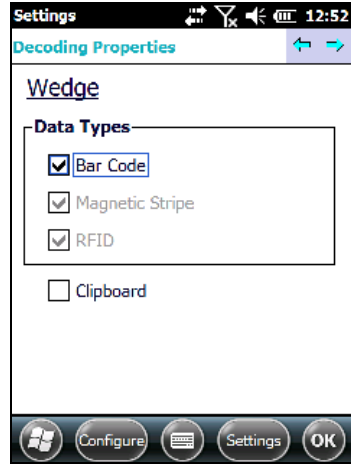 Settings 12:52
Decoding Properties
Wedge
Data Types
Bar Code
Magnetic Stripe
RFID
Clipboard
Configure Settings OK